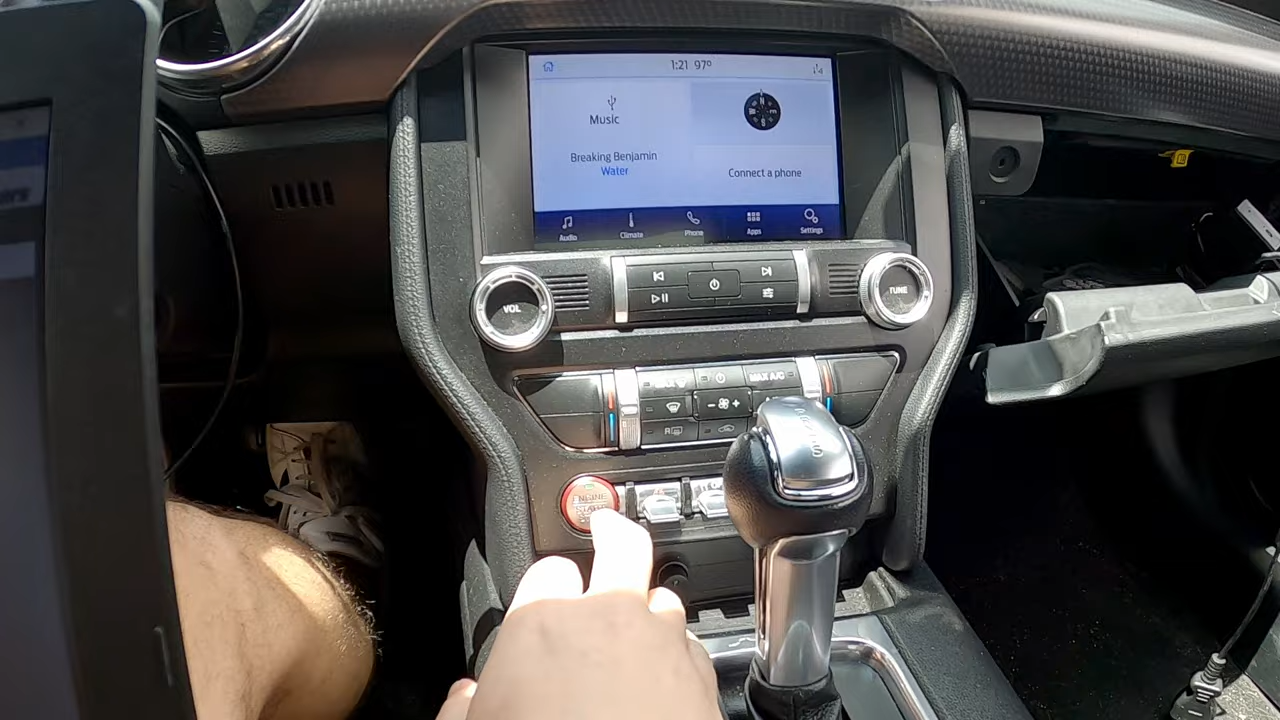 1:21 97°
Music
Breaking Benjamin
Water
Connect a phone
Audio
Climate
Phone
Apps
Settings
VOL
TUNE
MAX A/C
R
ENGINE
START